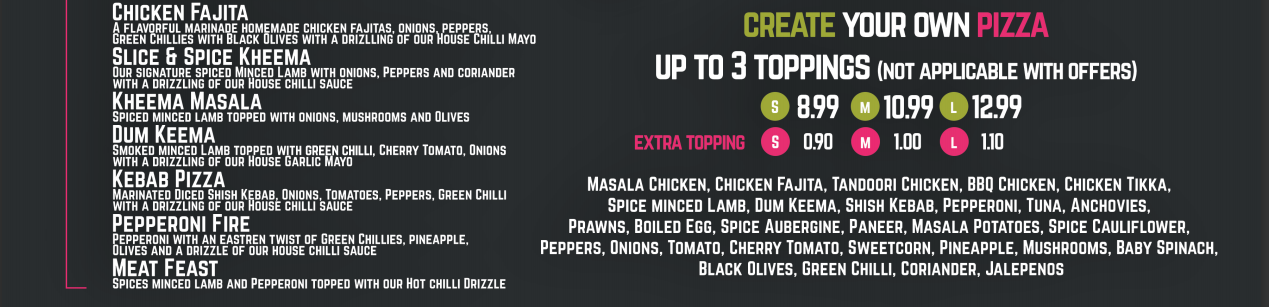 CHICKEN FAJITA
A FLAVORFUL MARINADE HOMEMADE CHICKEN FAJITAS, ONIONS, PEPPERS,
GREEN CHILLIES WITH BLACK OLIVES WITH A DRIZLLING OF OUR HOUSE CHILLI MAYO
SLICE & SPICE KHEEMA
OUR SIGNATURE SPICED MINCED LAMB WITH ONIONS, PEPPERS AND CORIANDER
WITH A DRIZZLING OF OUR HOUSE CHILLI SAUCE
KHEEMA MASALA
SPICED MINCED LAMB TOPPED WITH ONIONS, MUSHROOMS AND OLIVES
DUM KEEMA
SMOKED MINCED LAMB TOPPED WITH GREEN CHILLI, CHERRY TOMATO, ONIONS
WITH A DRIZZLING OF OUR HOUSE GARLIC MAYO
KEBAB PIZZA
MARINATED DICED SHISH KEBAB, ONIONS, TOMATOES, PEPPERS, GREEN CHILLI
WITH A DRIZZLING OF OUR HOUSE CHILLI SAUCE
PEPPERONI FIRE
PEPPERONI WITH AN EASTREN TWIST OF GREEN CHILLIES, PINEAPPLE,
OLIVES AND A DRIZZLE OF OUR HOUSE CHILLI SAUCE
MEAT FEAST
SPICES MINCED LAMB AND PEPPERONI TOPPED WITH OUR HOT CHILLI DRIZZLE
CREATE YOUR OWN PIZZA
UP TO 3 TOPPINGS (NOT APPLICABLE WITH OFFERS)
S 8.99 M 10.99 L 12.99
EXTRA TOPPING S 0.90 M 1.00 L 1.10
MASALA CHICKEN, CHICKEN FAJITA, TANDOORI CHICKEN, BBQ CHICKEN, CHICKEN TIKKA,
SPICE MINCED LAMB, DUM KEEMA, SHISH KEBAB, PEPPERONI, TUNA, ANCHOVIES,
PRAWNS, BOILED EGG, SPICE AUBERGINE, PANEER, MASALA POTATOES, SPICE CAULIFLOWER,
PEPPERS, ONIONS, TOMATO, CHERRY TOMATO, SWEETCORN, PINEAPPLE, MUSHROOMS, BABY SPINACH,
BLACK OLIVES, GREEN CHILLI, CORIANDER, JALEPENOS